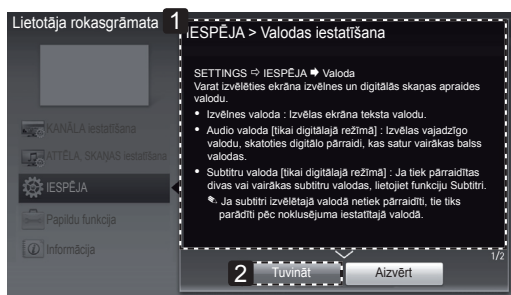 Lietotāja rokasgrāmata
1
IESPĒJA > Valodas iestatīšana
SETTINGS ⇨ IESPĒJA ➡ Valoda
Varat izvēlēties ekrāna izvēlnes un digitālās skaņas apraides
valodu.
• Izvēlnes valoda : Izvēlas ekrāna teksta valodu.
• Audio valoda [tikai digitālajā režīmā] : Izvēlas vajadzīgo
valodu, skatoties digitālo pārraidi, kas satur vairākas balss
valodas.
• Subtitru valoda [tikai digitālajā režīmā] : Ja tiek pārraidītas
divas vai vairākas subtitru valodas, lietojiet funkciju Subtitri.
✎ Ja subtitri izvēlētajā valodā netiek pārraidīti, tie tiks
parādīti pēc noklusējuma iestatītajā valodā.
KANĀLA iestatīšana
ATTĒLA, SKAŅAS iestatīšana
IESPĒJA
Papildu funkcija
Informācija
1/2
2
Tuvināt
Aizvērt